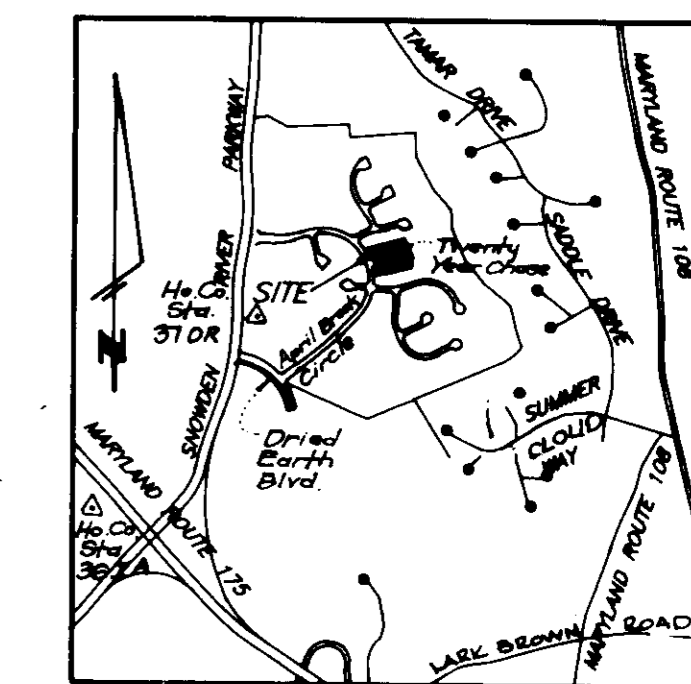 TAMAR DRIVE
MARYLAND ROUTE 108
SNOWDEN RIVER PARKWAY
SADDLE DRIVE
Twenty
Year Chase
Ho. Co.
Sta.
37DR
SITE
April Brook
Circle
Dried
Earth
Blvd.
SUMMER
CLOUD
WAY
MARYLAND ROUTE 175
Ho. Co.
Sta.
MARYLAND ROUTE 108
LARK BROWN ROAD
N